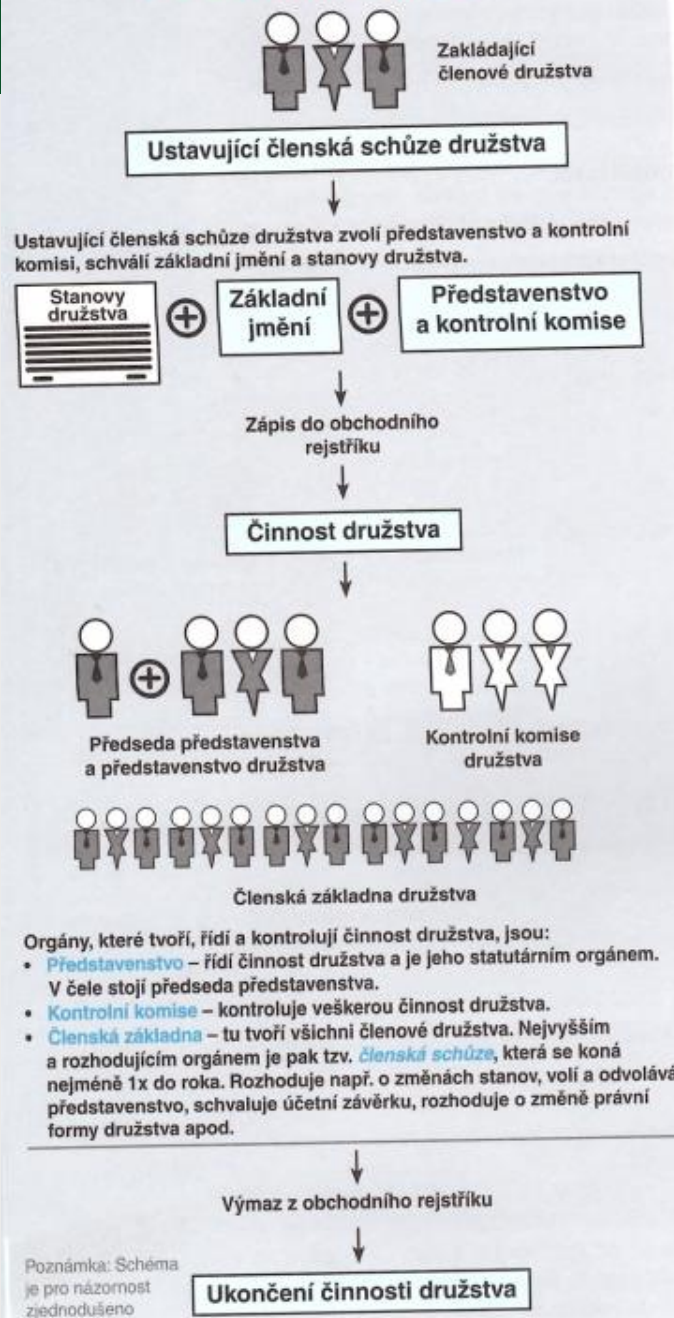 Zakládající
členové družstva
Ustavující členská schůze družstva
Ustavující členská schůze družstva zvolí představenstvo a kontrolní
komisi, schválí základní jmění a stanovy družstva.
Stanovy
družstva
Základní
jmění
Představenstvo
a kontrolní komise
Zápis do obchodního
rejstříku
Činnost družstva
Předseda představenstva
a představenstvo družstva
Kontrolní komise
družstva
Členská základna družstva
Orgány, které tvoří, řídí a kontrolují činnost družstva, jsou:
• Představenstvo – řídí činnost družstva a je jeho statutárním orgánem.
V čele stojí předseda představenstva.
• Kontrolní komise – kontroluje veškerou činnost družstva.
• Členská základna – tu tvoří všichni členové družstva. Nejvyšším
a rozhodujícím orgánem je pak tzv. členská schůze, která se koná
nejméně 1x do roka. Rozhoduje např. o změnách stanov, volí a odvolává
představenstvo, schvaluje účetní závěrku, rozhoduje o změně právní
formy družstva apod.
Výmaz z obchodního rejstříku
Poznámka: Schéma
je pro názornost
zjednodušeno
Ukončení činnosti družstva